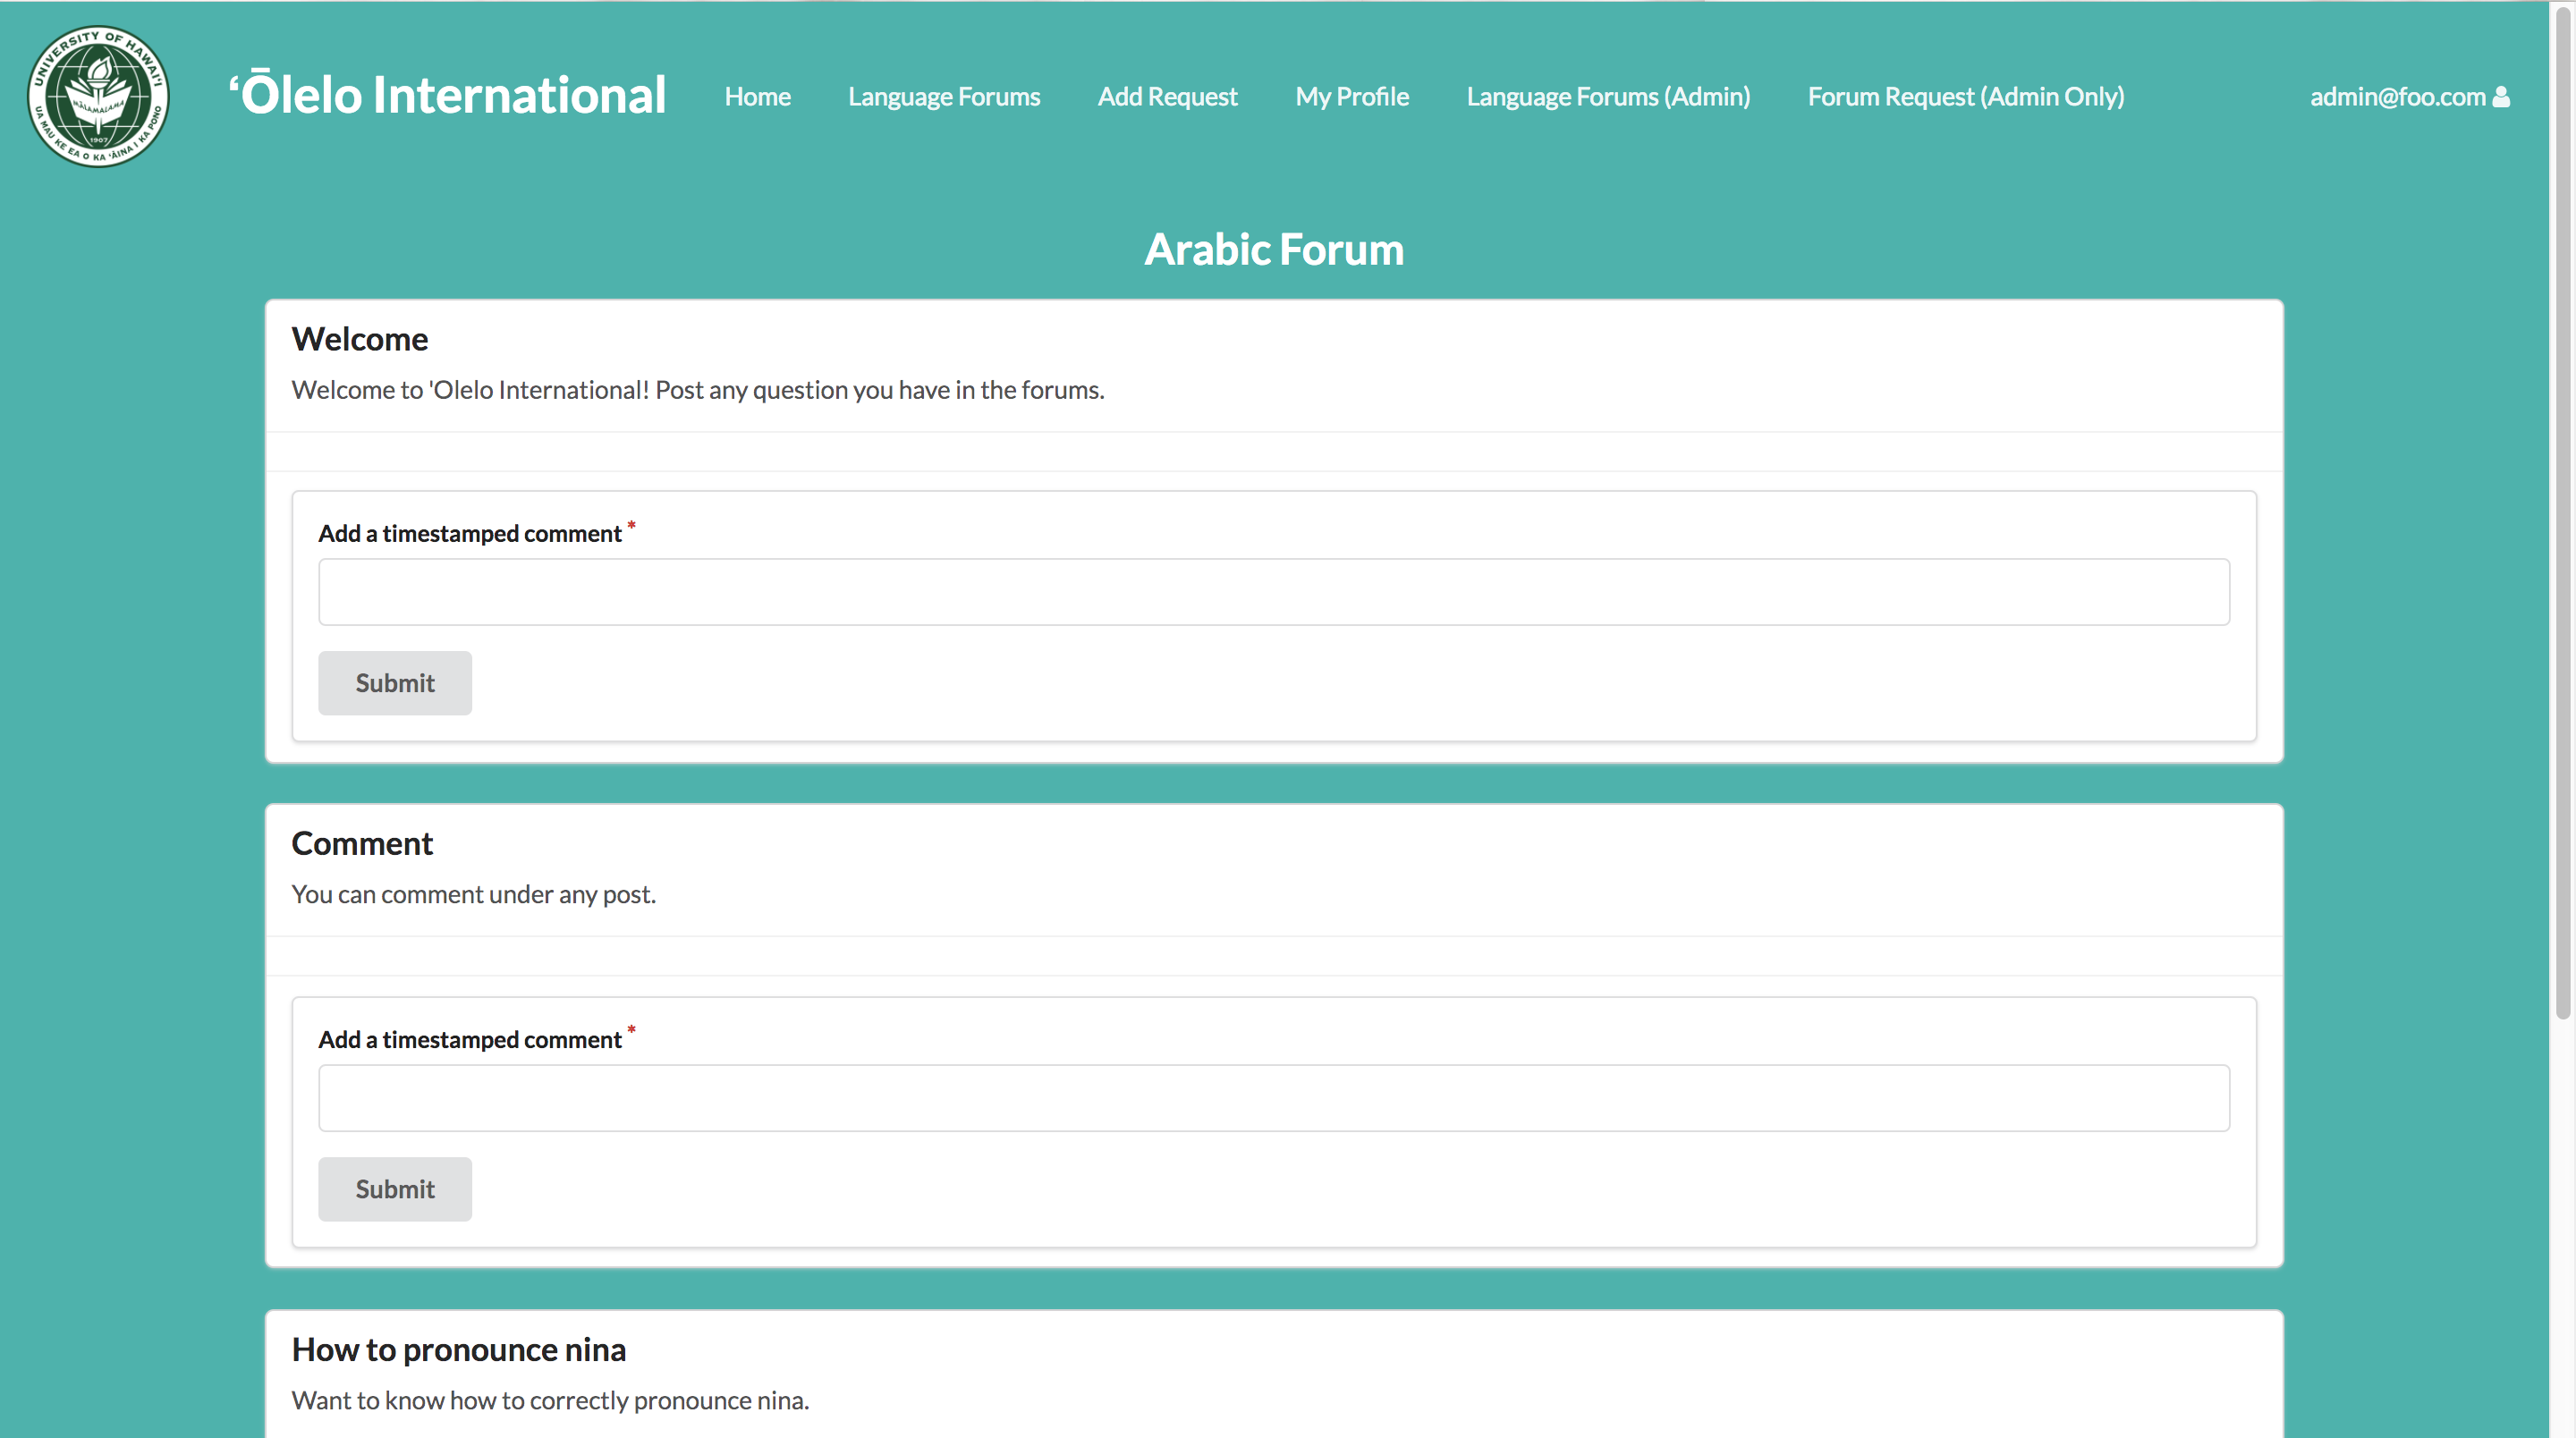 UNIVERSITY OF HAWAIʻI
MĀLAMALAMA
1907
UA MAU KE EA O KA ʻĀINA I KA PONO
ʻŌlelo International
Home
Language Forums
Add Request
My Profile
Language Forums (Admin)
Forum Request (Admin Only)
admin@foo.com
Arabic Forum
Welcome
Welcome to 'Olelo International! Post any question you have in the forums.
Add a timestamped comment *
Submit
Comment
You can comment under any post.
Add a timestamped comment *
Submit
How to pronounce nina
Want to know how to correctly pronounce nina.